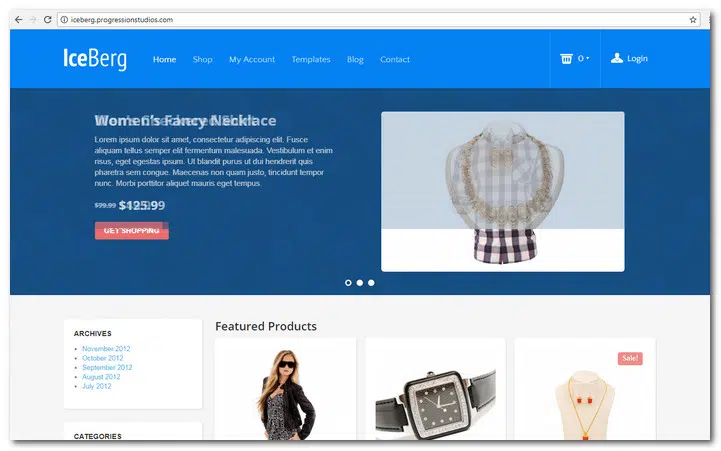 iceberg.progressionstudios.com
IceBerg
Home Shop My Account Templates Blog Contact
0
Login
Women's Fancy Necklace
Lorem ipsum dolor sit amet, consectetur adipiscing elit. Fusce
aliquam tellus semper elit fermentum malesuada. Vestibulum et enim
risus, eget egestas ipsum. Ut blandit purus ut dui hendrerit quis
pharetra sem congue. Maecenas non quam justo, tincidunt tempor
nunc. Morbi porttitor aliquet mauris eget tempus.
GET SHOPPING
ARCHIVES
November 2012
October 2012
September 2012
August 2012
July 2012
CATEGORIES
Featured Products
Sale!